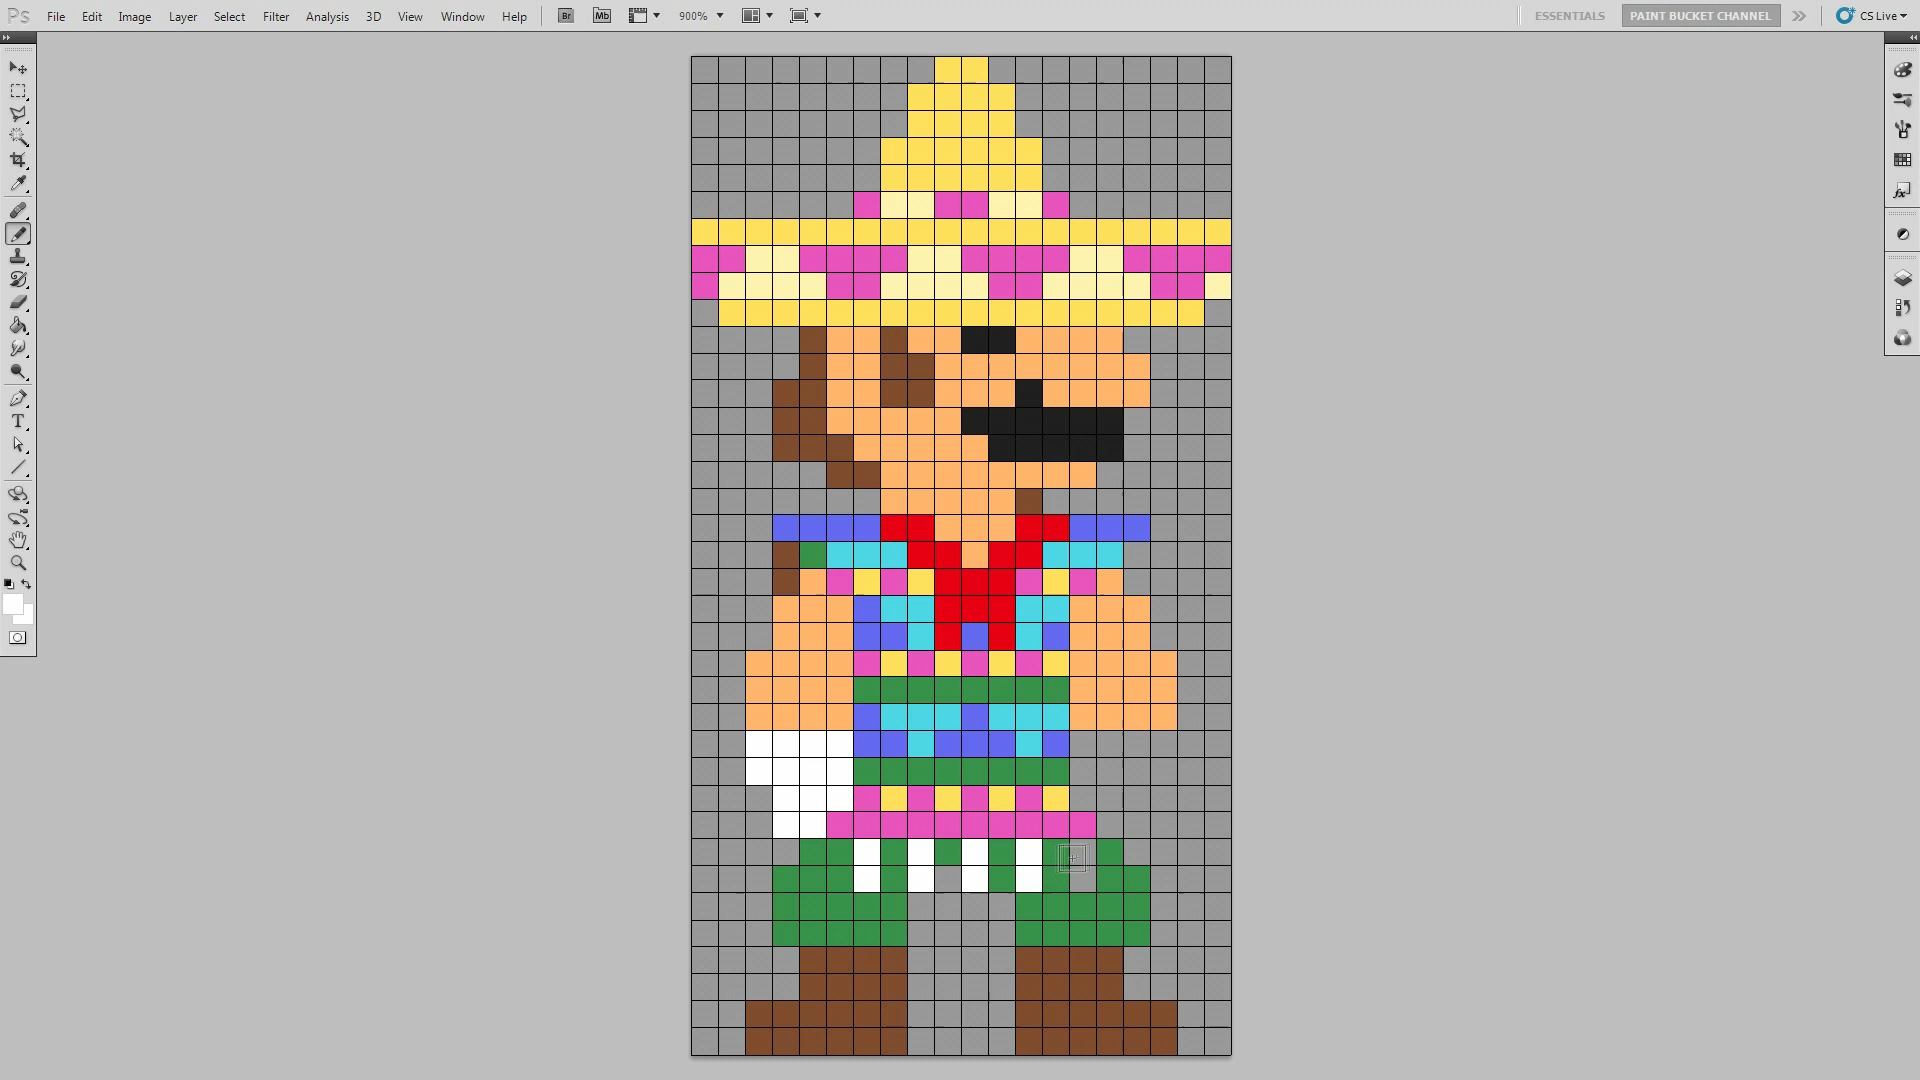 Ps File Edit Image Layer Select Filter Analysis 3D View Window Help Br Mb 900% ESSENTIALS PAINT BUCKET CHANNEL CS Live
T
fx